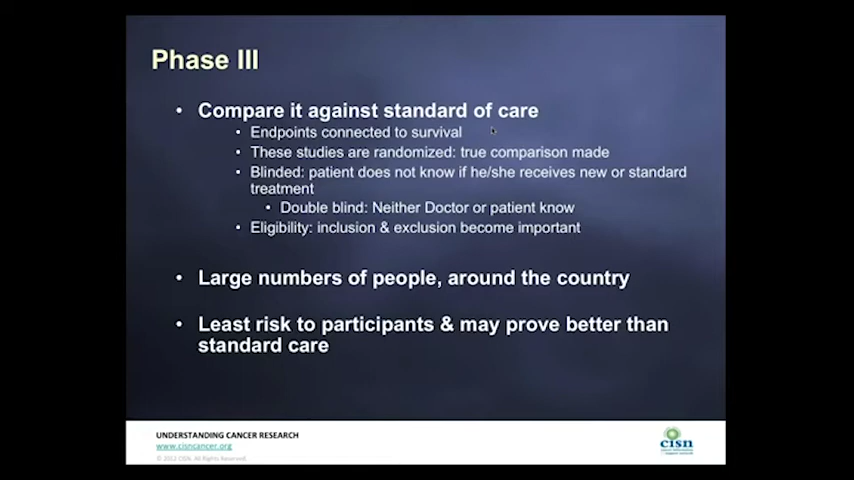 Phase III
• Compare it against standard of care
• Endpoints connected to survival
• These studies are randomized: true comparison made
• Blinded: patient does not know if he/she receives new or standard
treatment
• Double blind: Neither Doctor or patient know
• Eligibility: inclusion & exclusion become important
• Large numbers of people, around the country
• Least risk to participants & may prove better than
standard care
UNDERSTANDING CANCER RESEARCH
www.cisncancer.org
© 2012 CISN. All Rights Reserved.
cisn